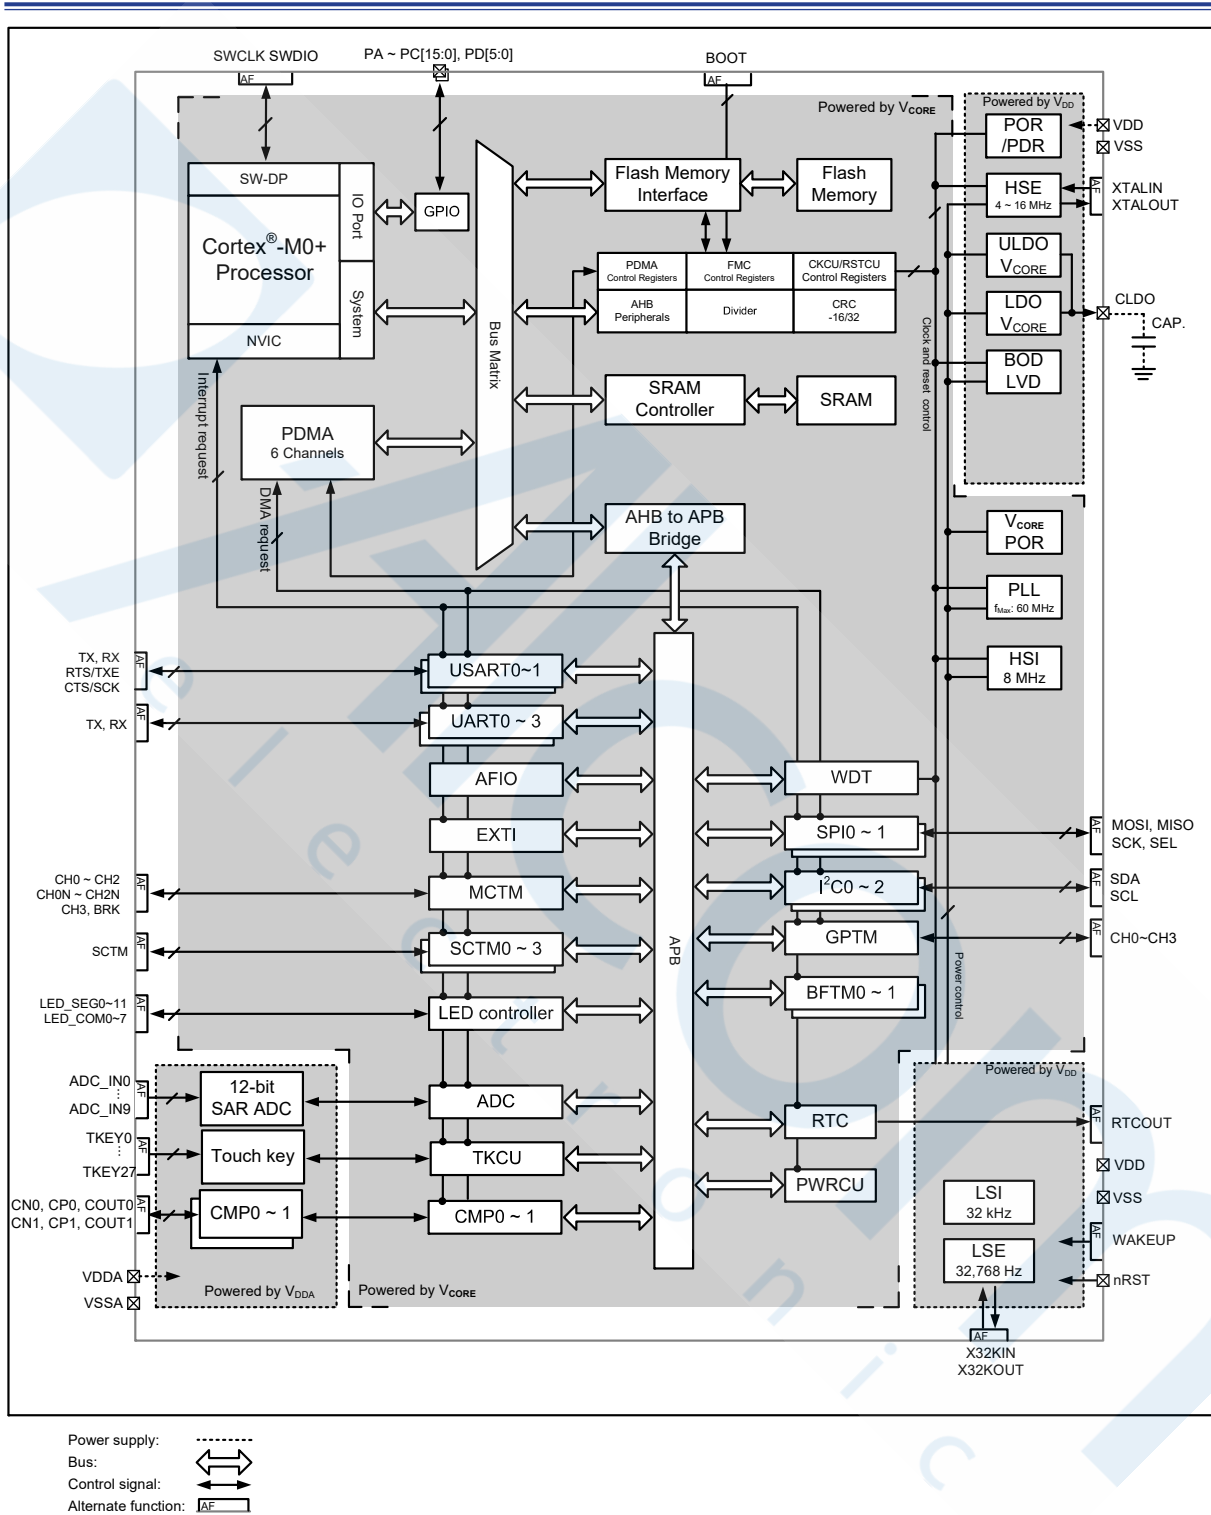 SWCLK SWDIO
PA ~ PC[15:0], PD[5:0]
BOOT
AF
AF
Powered by VCORE
Powered by VDD
POR
/PDR
VDD
VSS
SW-DP
IO Port
GPIO
Cortex®-M0+
Processor
System
NVIC
Bus Matrix
Flash Memory
Interface
Flash
Memory
HSE
4 ~ 16 MHz
AF
XTALIN
XTALOUT
ULDO
VCORE
PDMA
Control Registers
FMC
Control Registers
CKCU/RSTCU
Control Registers
AHB
Peripherals
Divider
CRC
-16/32
LDO
VCORE
CLDO
CAP.
Clock and reset control
BOD
LVD
Interrupt request
PDMA
6 Channels
DMA request
SRAM
Controller
SRAM
AHB to APB
Bridge
VCORE
POR
PLL
fMax: 60 MHz
HSI
8 MHz
TX, RX
RTS/TXE
CTS/SCK
AF
USART0~1
TX, RX
AF
UART0 ~ 3
AFIO
WDT
EXTI
SPI0 ~ 1
AF
MOSI, MISO
SCK, SEL
CH0 ~ CH2
CH0N ~ CH2N
CH3, BRK
AF
MCTM
I²C0 ~ 2
AF
SDA
SCL
SCTM
AF
SCTM0 ~ 3
APB
GPTM
AF
CH0~CH3
Power control
LED_SEG0~11
LED_COM0~7
AF
LED controller
BFTM0 ~ 1
Powered by VDD
ADC_IN0
⋮
ADC_IN9
AF
12-bit
SAR ADC
ADC
RTC
AF
RTCOUT
TKEY0
⋮
TKEY27
AF
Touch key
TKCU
VDD
PWRCU
LSI
32 kHz
VSS
CN0, CP0, COUT0
CN1, CP1, COUT1
AF
CMP0 ~ 1
CMP0 ~ 1
AF
WAKEUP
LSE
32,768 Hz
VDDA
nRST
Powered by VDDA
Powered by VCORE
VSSA
AF
X32KIN
X32KOUT
Power supply:
Bus:
Control signal:
Alternate function: AF